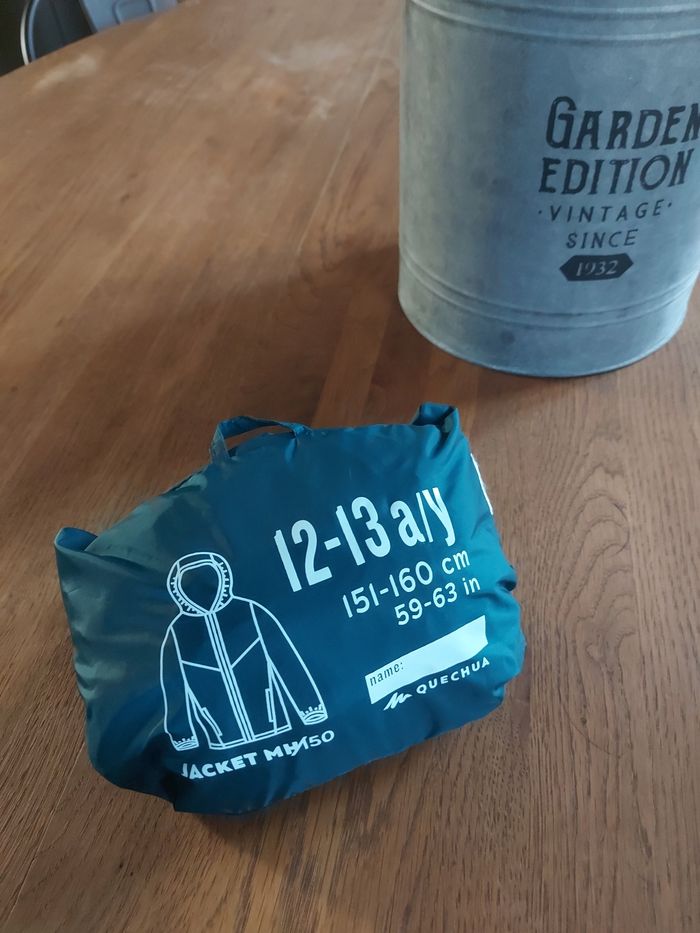 GARDEN
EDITION
·VINTAGE·
SINCE
1932
12-13 a/y
151-160 cm
59-63 in
name:
QUECHUA
JACKET MH150